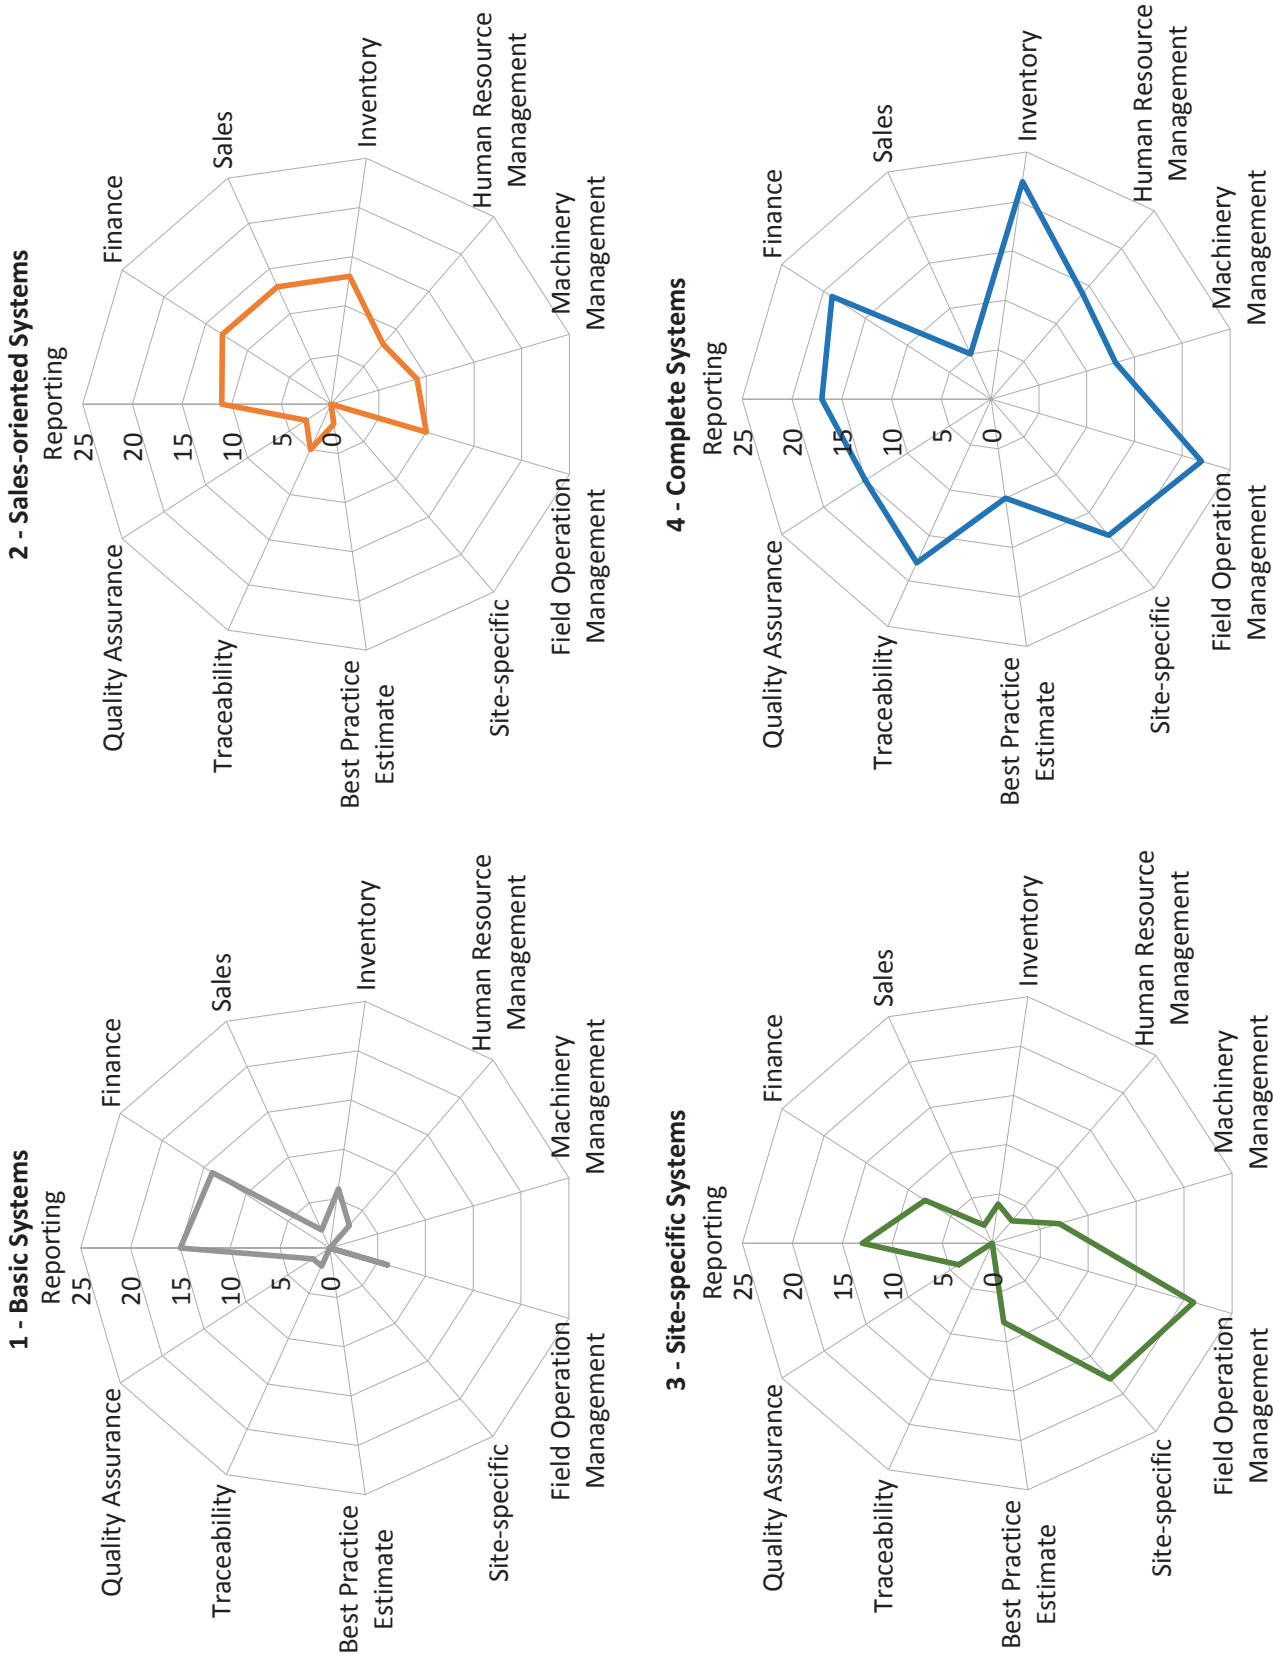 1 - Basic Systems
Reporting
25
20
15
10
5
0
Finance
Sales
Inventory
Human Resource
Management
Machinery
Management
Field Operation
Management
Site-specific
Best Practice
Estimate
Traceability
Quality Assurance
2 - Sales-oriented Systems
Reporting
25
20
15
10
5
0
Finance
Sales
Inventory
Human Resource
Management
Machinery
Management
Field Operation
Management
Site-specific
Best Practice
Estimate
Traceability
Quality Assurance
3 - Site-specific Systems
Reporting
25
20
15
10
5
0
Finance
Sales
Inventory
Human Resource
Management
Machinery
Management
Field Operation
Management
Site-specific
Best Practice
Estimate
Traceability
Quality Assurance
4 - Complete Systems
Reporting
25
20
15
10
5
0
Finance
Sales
Inventory
Human Resource
Management
Machinery
Management
Field Operation
Management
Site-specific
Best Practice
Estimate
Traceability
Quality Assurance